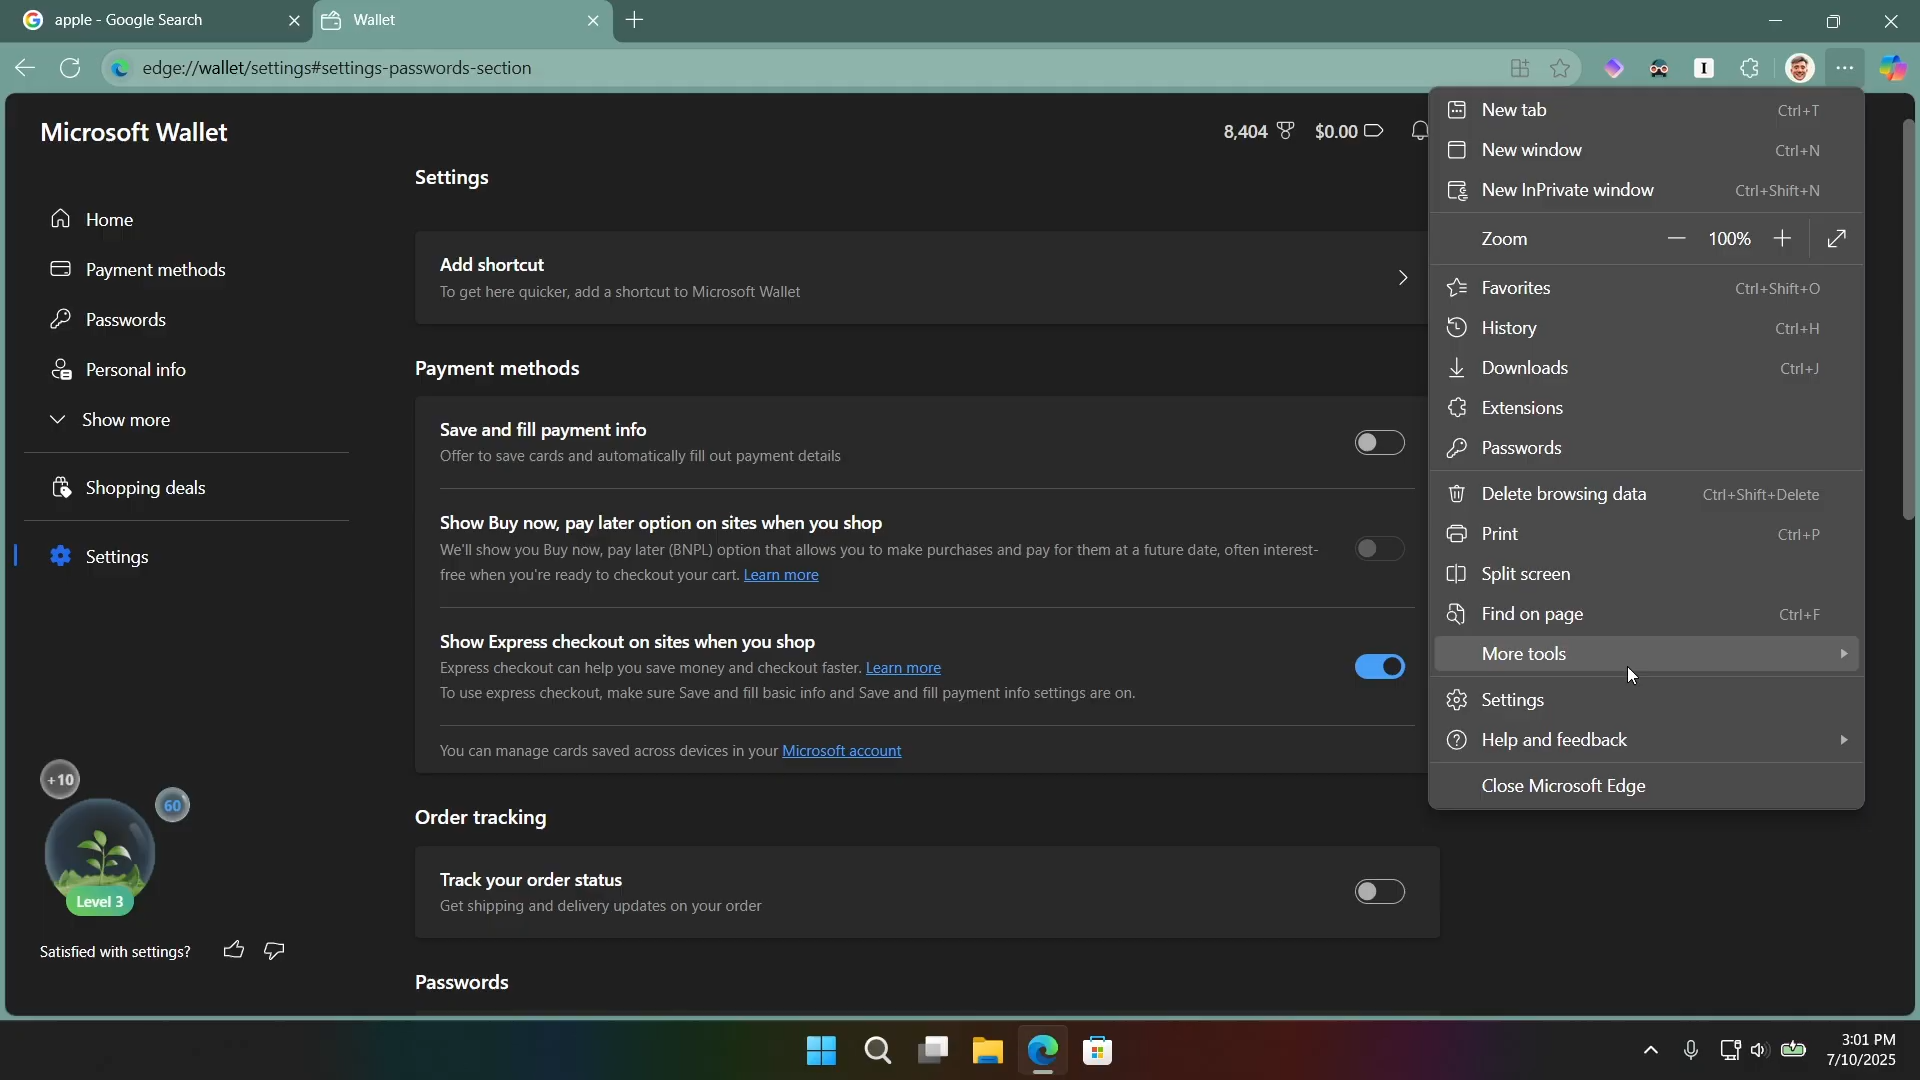 apple - Google Search
Wallet
edge://wallet/settings#settings-passwords-section
Microsoft Wallet
8,404
$0.00
Home
Payment methods
Passwords
Personal info
Show more
Shopping deals
Settings
+10
60
Level 3
Satisfied with settings?
Settings
Add shortcut
To get here quicker, add a shortcut to Microsoft Wallet
Payment methods
Save and fill payment info
Offer to save cards and automatically fill out payment details
Show Buy now, pay later option on sites when you shop
We'll show you Buy now, pay later (BNPL) option that allows you to make purchases and pay for them at a future date, often interest-
free when you're ready to checkout your cart. Learn more
Show Express checkout on sites when you shop
Express checkout can help you save money and checkout faster. Learn more
To use express checkout, make sure Save and fill basic info and Save and fill payment info settings are on.
You can manage cards saved across devices in your Microsoft account
Order tracking
Track your order status
Get shipping and delivery updates on your order
Passwords
New tab Ctrl+T
New window Ctrl+N
New InPrivate window Ctrl+Shift+N
Zoom 100%
Favorites Ctrl+Shift+O
History Ctrl+H
Downloads Ctrl+J
Extensions
Passwords
Delete browsing data Ctrl+Shift+Delete
Print Ctrl+P
Split screen
Find on page Ctrl+F
More tools
Settings
Help and feedback
Close Microsoft Edge
3:01 PM
7/10/2025